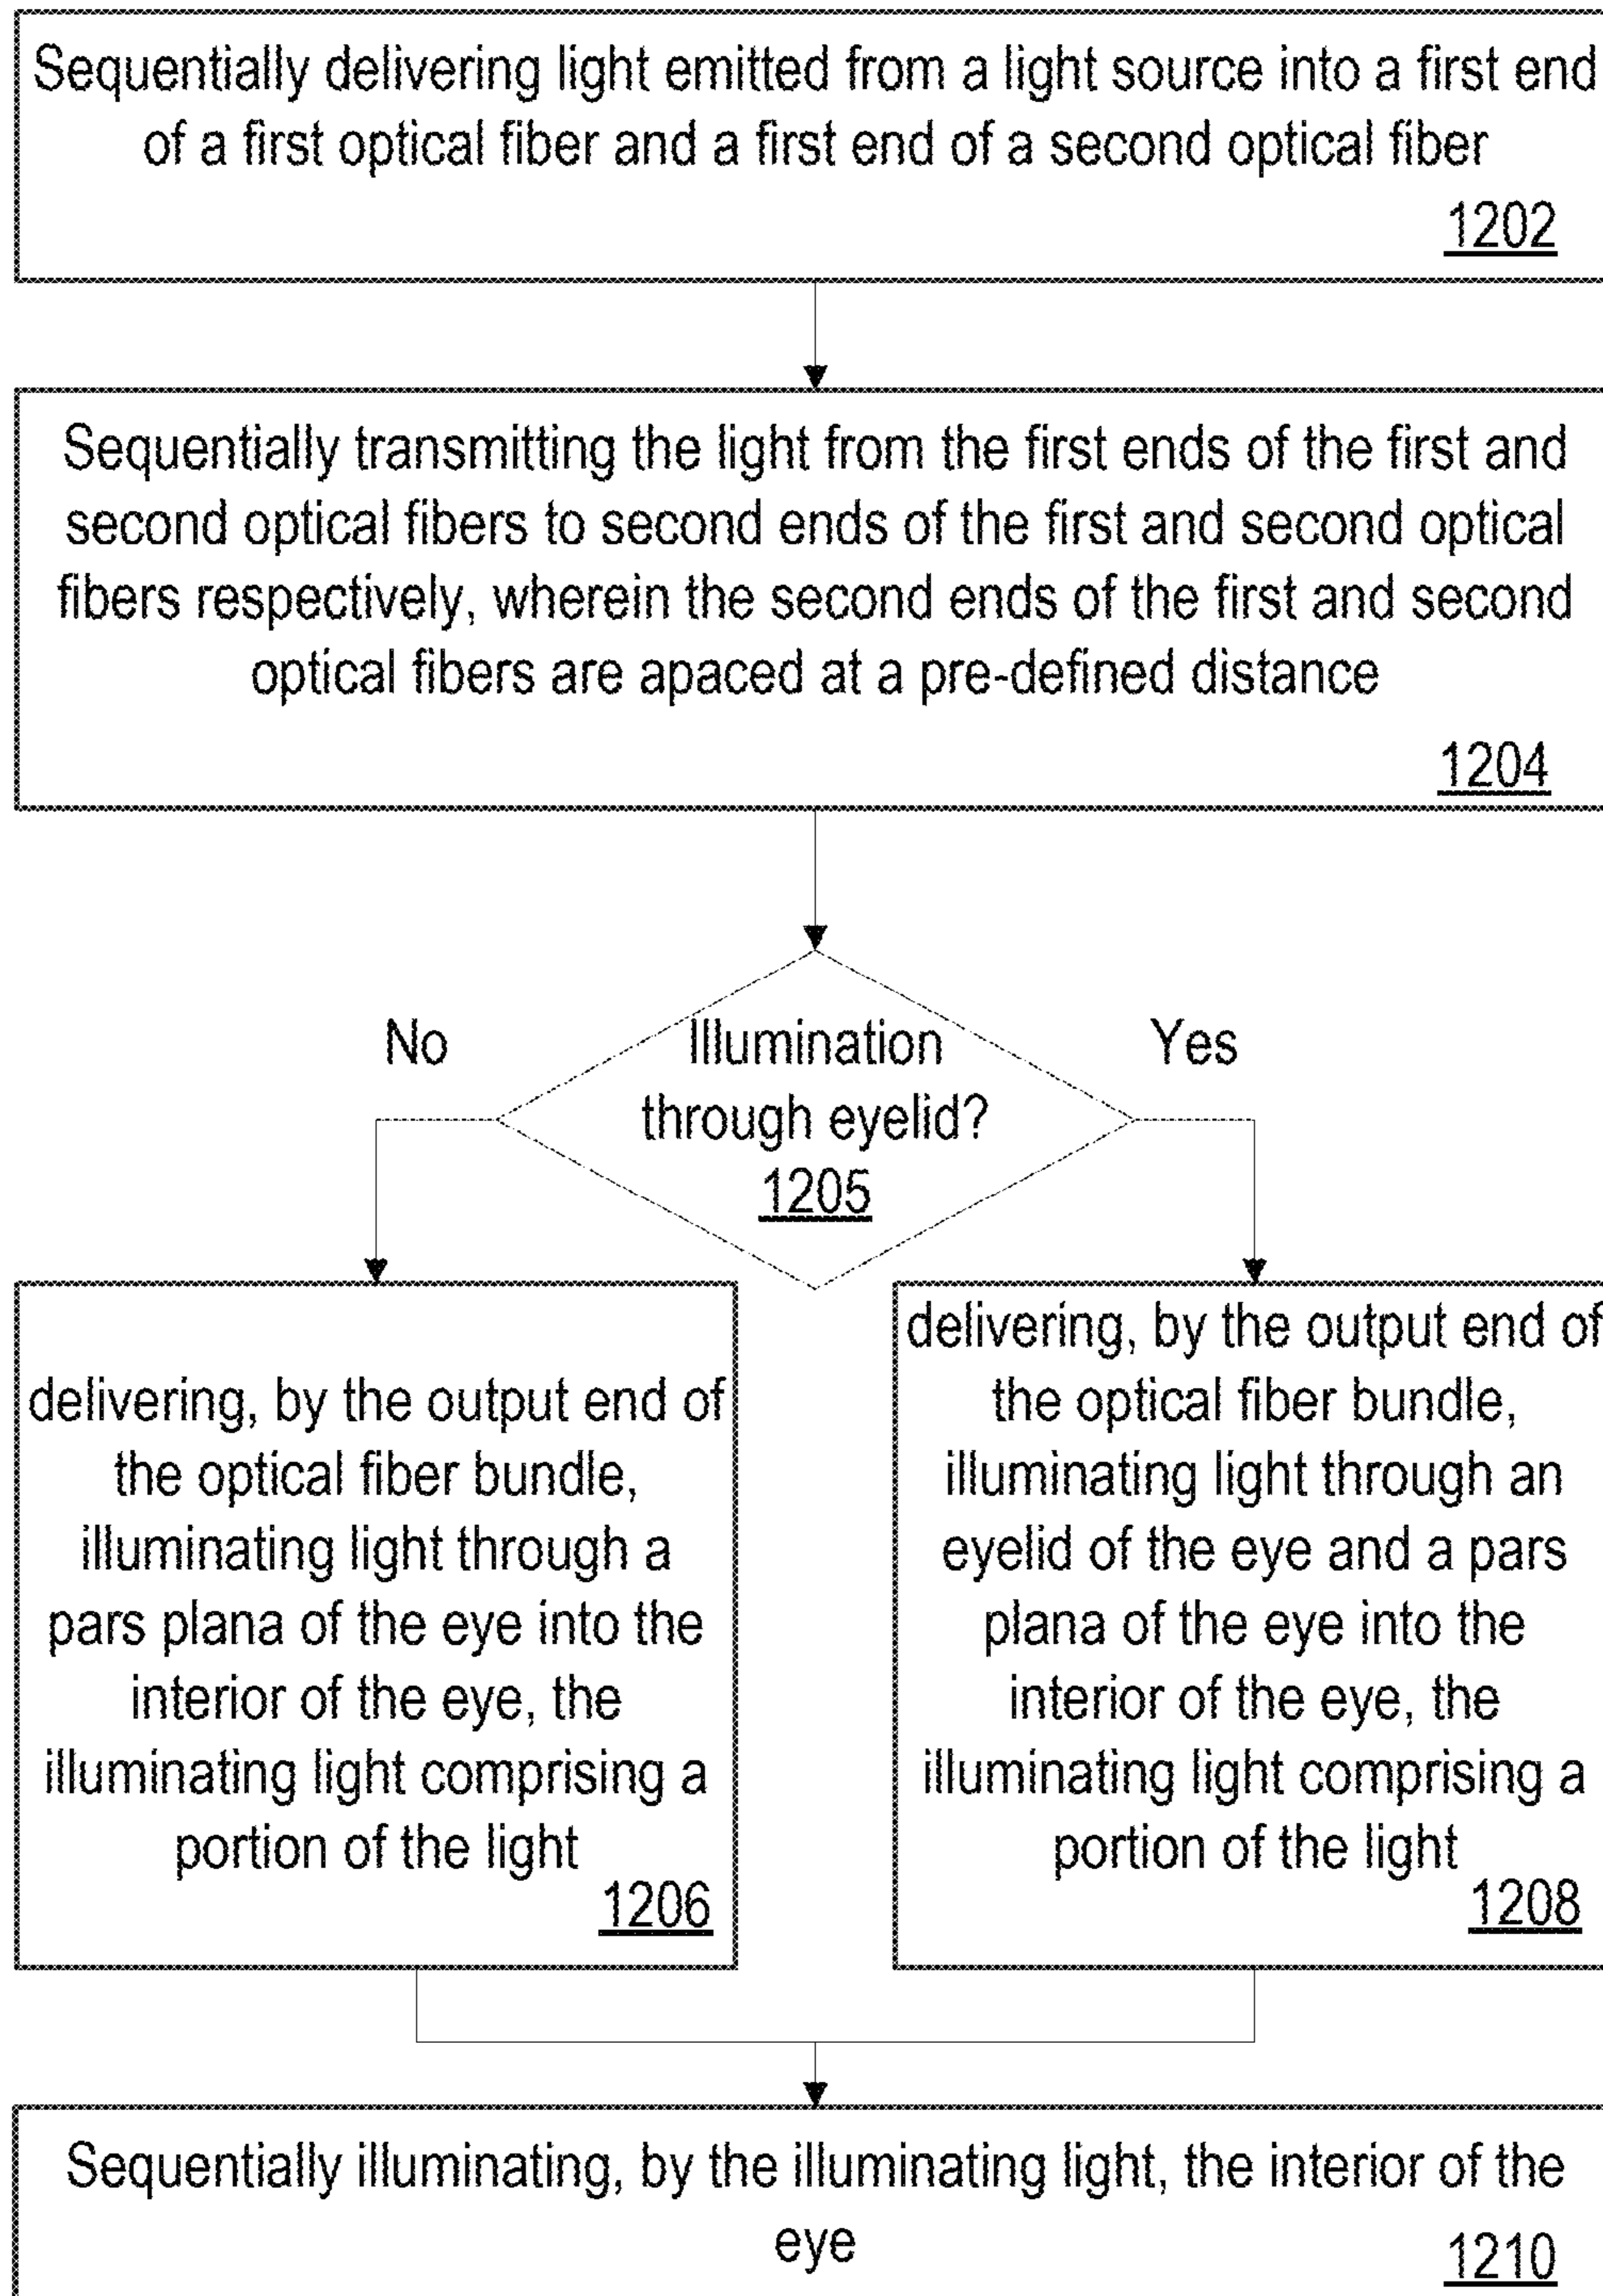 Sequentially delivering light emitted from a light source into a first end
of a first optical fiber and a first end of a second optical fiber
1202
Sequentially transmitting the light from the first ends of the first and
second optical fibers to second ends of the first and second optical
fibers respectively, wherein the second ends of the first and second
optical fibers are apaced at a pre-defined distance
1204
No
Illumination
through eyelid?
1205
Yes
delivering, by the output end of
the optical fiber bundle,
illuminating light through a
pars plana of the eye into the
interior of the eye, the
illuminating light comprising a
portion of the light
1206
delivering, by the output end of
the optical fiber bundle,
illuminating light through an
eyelid of the eye and a pars
plana of the eye into the
interior of the eye, the
illuminating light comprising a
portion of the light
1208
Sequentially illuminating, by the illuminating light, the interior of the
eye
1210